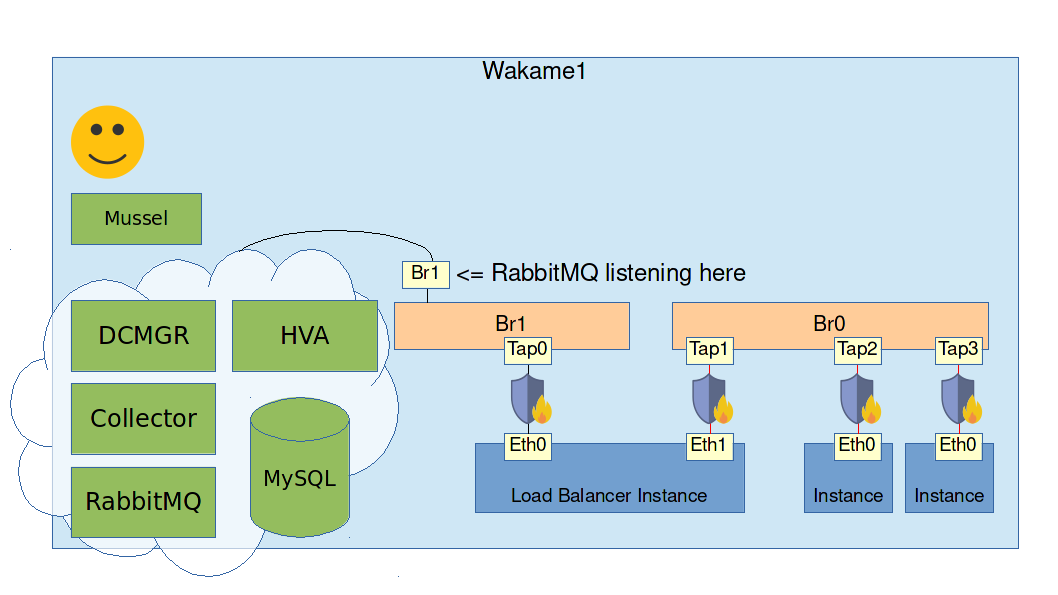 Wakame1
Mussel
Br1 <= RabbitMQ listening here
DCMGR
HVA
Br1
Br0
Tap0
Tap1
Tap2
Tap3
Collector
RabbitMQ
MySQL
Eth0
Eth1
Eth0
Eth0
Load Balancer Instance
Instance
Instance